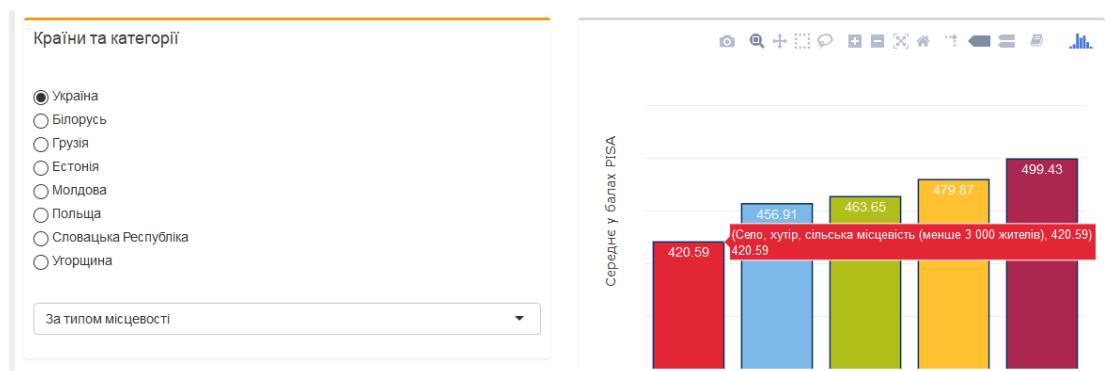 Країни та категорії
Україна
Білорусь
Грузія
Естонія
Молдова
Польща
Словацька Республіка
Угорщина
За типом місцевості
Середнє у балах PISA
420.59
456.91
463.65
479.87
499.43
(Село, хутір, сільська місцевість (менше 3 000 жителів), 420.59)
420.59